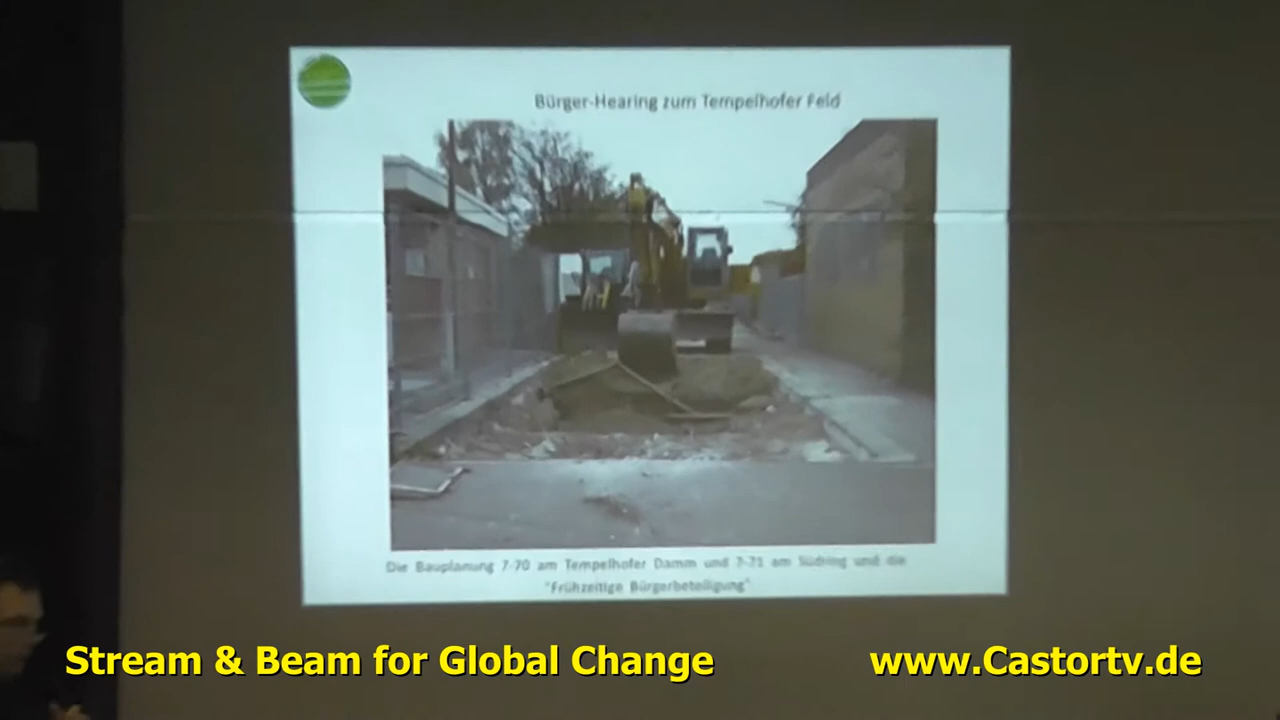 Bürger-Hearing zum Tempelhofer Feld
Die Bauplanung 7-70 am Tempelhofer Damm und 7-71 am Südring und die
"Frühzeitige Bürgerbeteiligung"
Stream & Beam for Global Change www.Castortv.de